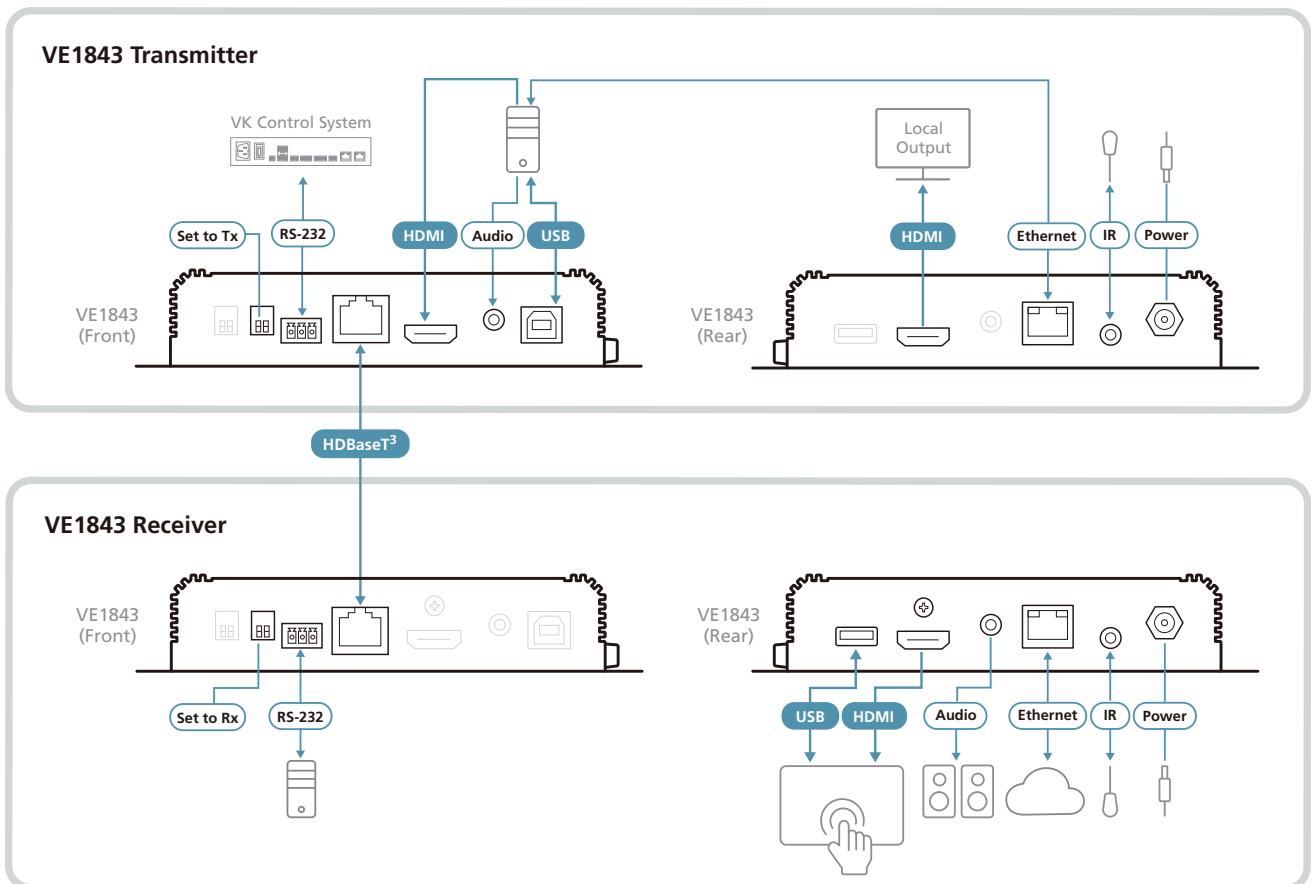 VE1843 Transmitter
VK Control System
Local
Output
Set to Tx
RS-232
HDMI
Audio
USB
HDMI
Ethernet
IR
Power
VE1843
(Front)
VE1843
(Rear)
HDBaseT³
VE1843 Receiver
VE1843
(Front)
VE1843
(Rear)
Set to Rx
RS-232
USB
HDMI
Audio
Ethernet
IR
Power